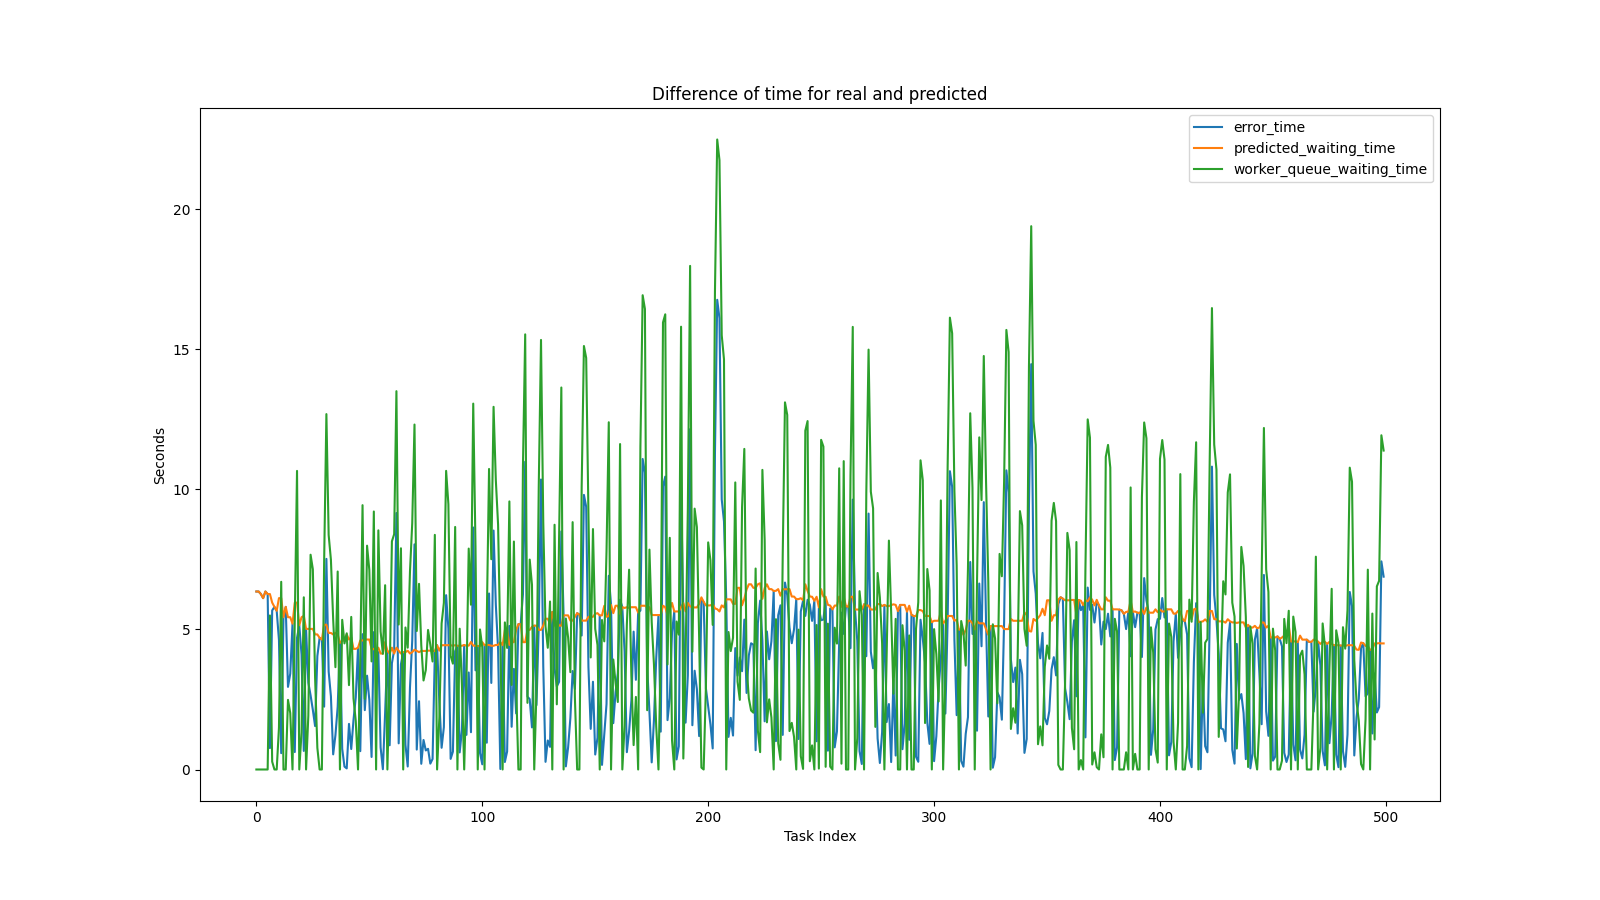 Difference of time for real and predicted
error_time
predicted_waiting_time
worker_queue_waiting_time
20
15
10
5
0
Seconds
0 100 200 300 400 500
Task Index